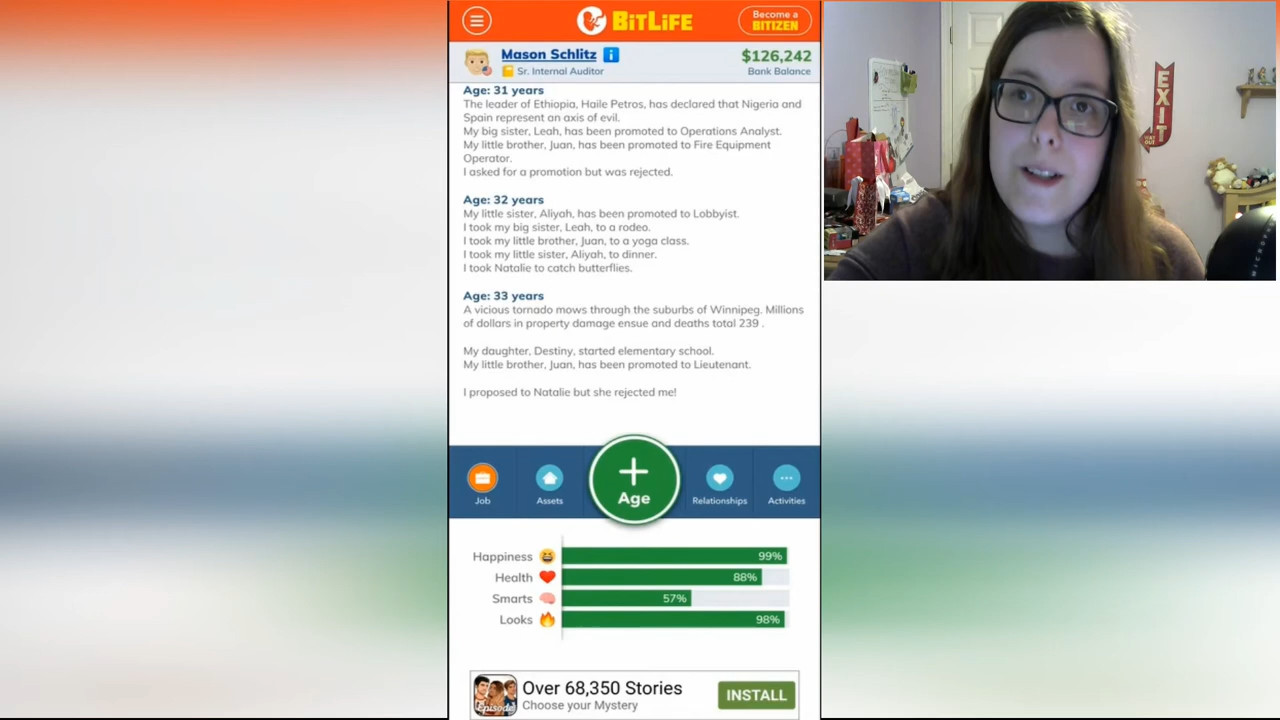 BitLife
Become a
BITIZEN
Mason Schlitz
$126,242
Sr. Internal Auditor
Bank Balance
Age: 31 years
The leader of Ethiopia, Haile Petros, has declared that Nigeria and
Spain represent an axis of evil.
My big sister, Leah, has been promoted to Operations Analyst.
My little brother, Juan, has been promoted to Fire Equipment
Operator.
I asked for a promotion but was rejected.
Age: 32 years
My little sister, Aliyah, has been promoted to Lobbyist.
I took my big sister, Leah, to a rodeo.
I took my little brother, Juan, to a yoga class.
I took my little sister, Aliyah, to dinner.
I took Natalie to catch butterflies.
Age: 33 years
A vicious tornado mows through the suburbs of Winnipeg. Millions
of dollars in property damage ensue and deaths total 239 .
My daughter, Destiny, started elementary school.
My little brother, Juan, has been promoted to Lieutenant.
I proposed to Natalie but she rejected me!
Job
Assets
Age
Relationships
Activities
Happiness 99%
Health 88%
Smarts 57%
Looks 98%
Episode
Over 68,350 Stories
Choose your Mystery
INSTALL
EXIT